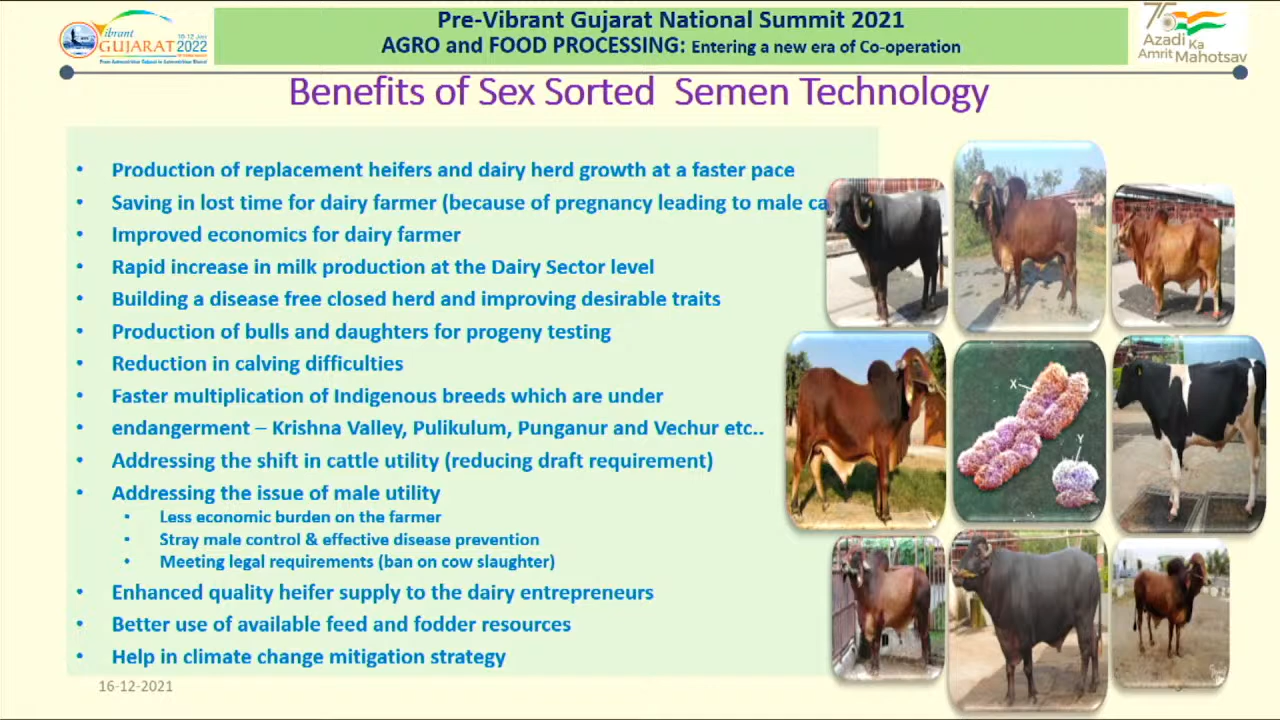 Vibrant
GUJARAT
2022
Pre-Vibrant Gujarat National Summit 2021
AGRO and FOOD PROCESSING: Entering a new era of Co-operation
75
Azadi Ka
Amrit Mahotsav
Benefits of Sex Sorted Semen Technology
• Production of replacement heifers and dairy herd growth at a faster pace
• Saving in lost time for dairy farmer (because of pregnancy leading to male ca
• Improved economics for dairy farmer
• Rapid increase in milk production at the Dairy Sector level
• Building a disease free closed herd and improving desirable traits
• Production of bulls and daughters for progeny testing
• Reduction in calving difficulties
• Faster multiplication of Indigenous breeds which are under
• endangerment – Krishna Valley, Pulikulum, Punganur and Vechur etc..
• Addressing the shift in cattle utility (reducing draft requirement)
• Addressing the issue of male utility
• Less economic burden on the farmer
• Stray male control & effective disease prevention
• Meeting legal requirements (ban on cow slaughter)
• Enhanced quality heifer supply to the dairy entrepreneurs
• Better use of available feed and fodder resources
• Help in climate change mitigation strategy
X
Y
16-12-2021